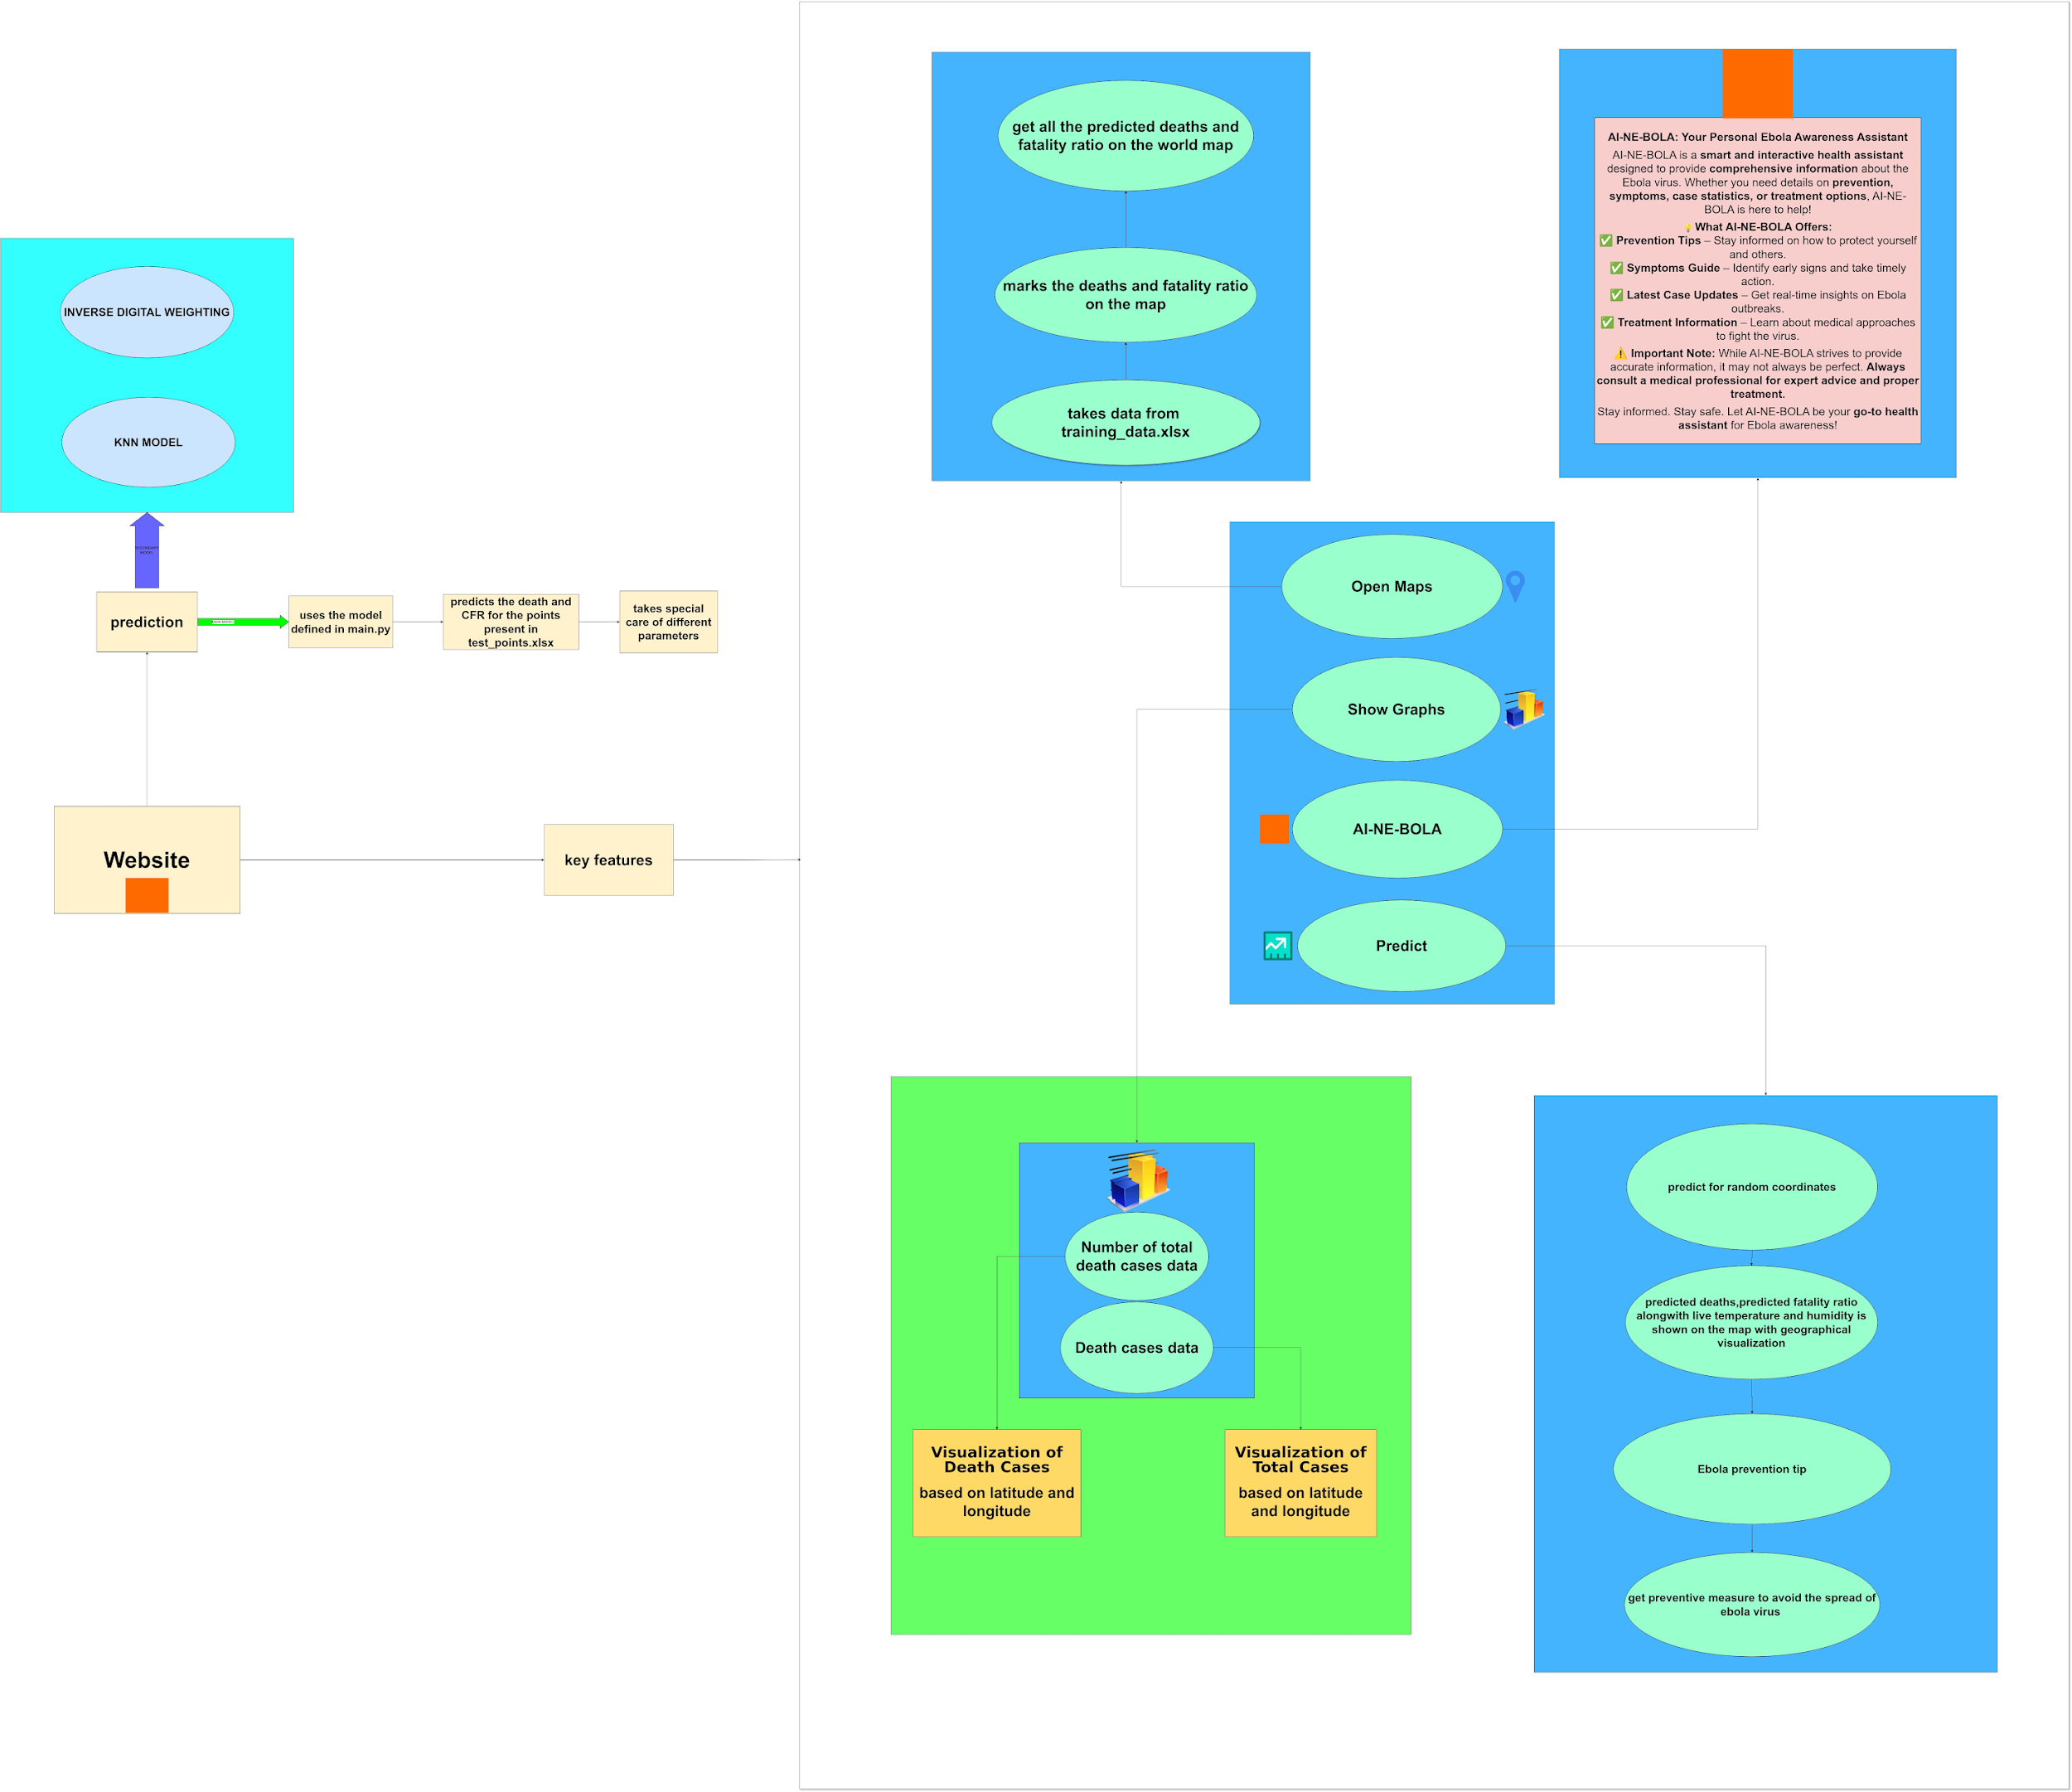 INVERSE DIGITAL WEIGHTING
KNN MODEL
prediction
uses the model
defined in main.py
predicts the death and
CFR for the points
present in
test_points.xlsx
takes special
care of different
parameters
Website
key features
get all the predicted deaths and
fatality ratio on the world map
marks the deaths and fatality ratio
on the map
takes data from
training_data.xlsx
AI-NE-BOLA: Your Personal Ebola Awareness Assistant
AI-NE-BOLA is a smart and interactive health assistant
designed to provide comprehensive information about the
Ebola virus. Whether you need details on prevention,
symptoms, case statistics, or treatment options, AI-NE-
BOLA is here to help!
💡 What AI-NE-BOLA Offers:
✅ Prevention Tips – Stay informed on how to protect yourself
and others.
✅ Symptoms Guide – Identify early signs and take timely
action.
✅ Latest Case Updates – Get real-time insights on Ebola
outbreaks.
✅ Treatment Information – Learn about medical approaches
to fight the virus.
⚠️ Important Note: While AI-NE-BOLA strives to provide
accurate information, it may not always be perfect. Always
consult a medical professional for expert advice and proper
treatment.
Stay informed. Stay safe. Let AI-NE-BOLA be your go-to health
assistant for Ebola awareness!
Open Maps
Show Graphs
AI-NE-BOLA
Predict
Number of total
death cases data
Death cases data
Visualization of
Death Cases
based on latitude and
longitude
Visualization of
Total Cases
based on latitude
and longitude
predict for random coordinates
predicted deaths,predicted fatality ratio
alongwith live temperature and humidity is
shown on the map with geographical
visualization
Ebola prevention tip
get preventive measure to avoid the spread of
ebola virus